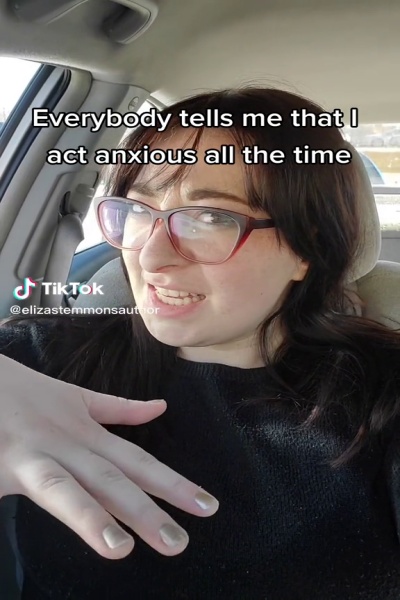 Everybody tells me that I
act anxious all the time
TikTok
@elizastemmonsauthor